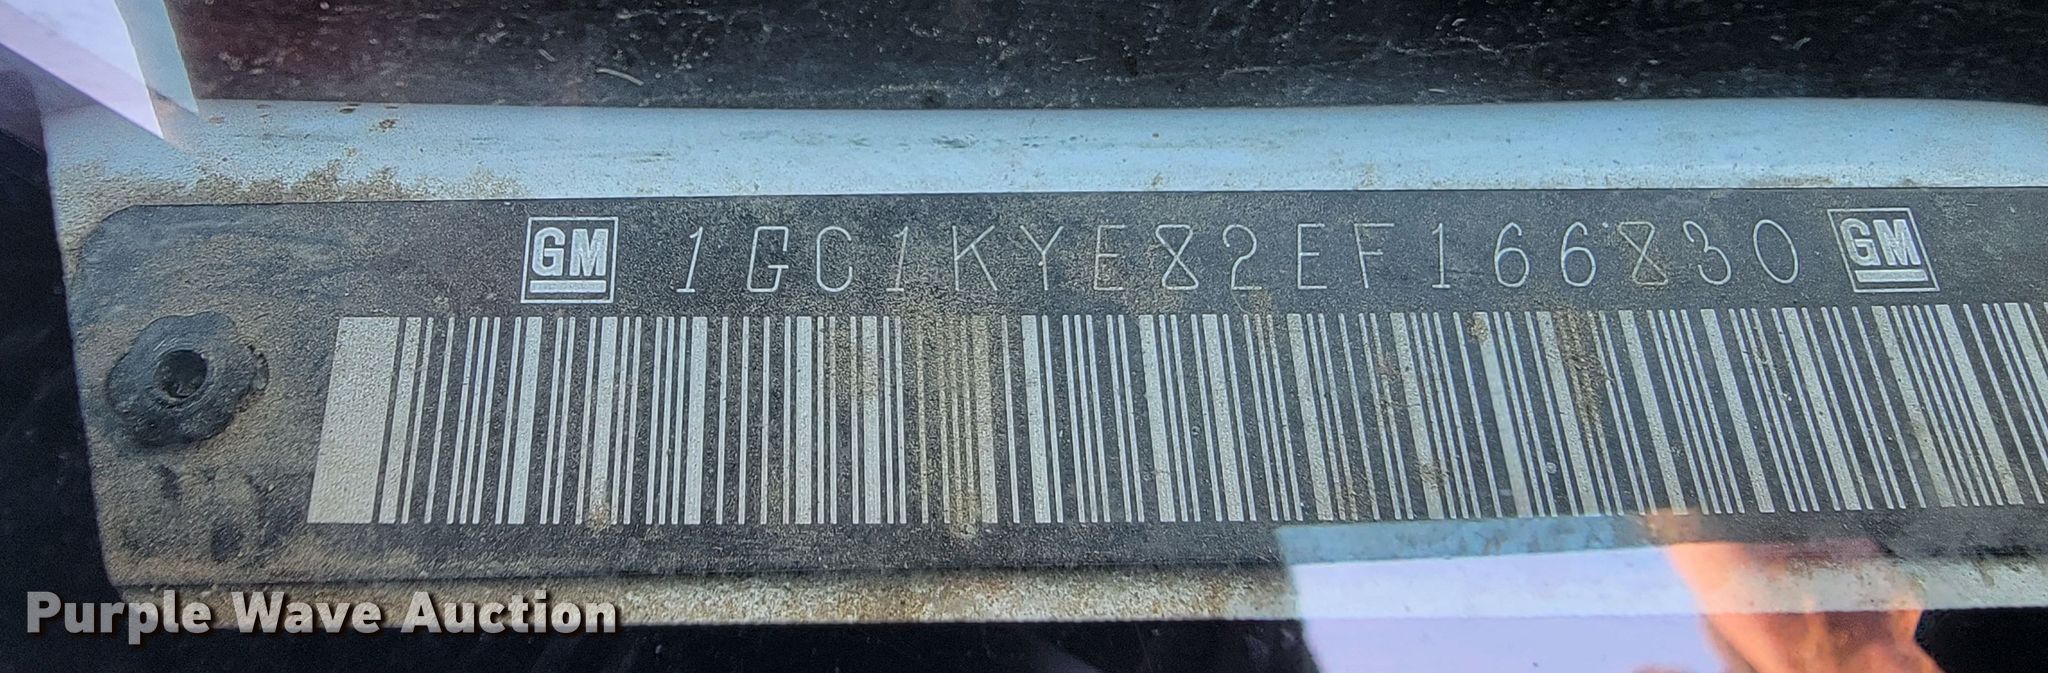 GM 1GC1KYE82EF166830 GM
Purple Wave Auction